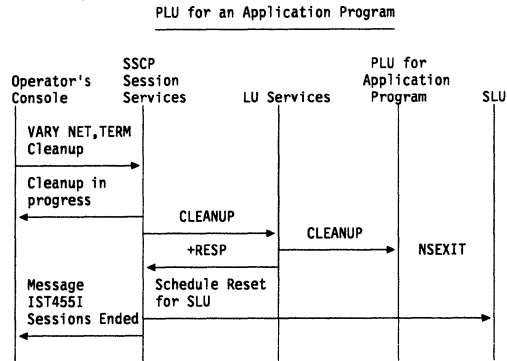 PLU for an Application Program
Operator's
Console
SSCP
Session
Services
LU Services
PLU for
Application
Program
SLU
VARY NET,TERM
Cleanup
Cleanup in
progress
CLEANUP
CLEANUP
+RESP
NSEXIT
Message
IST455I
Sessions Ended
Schedule Reset
for SLU